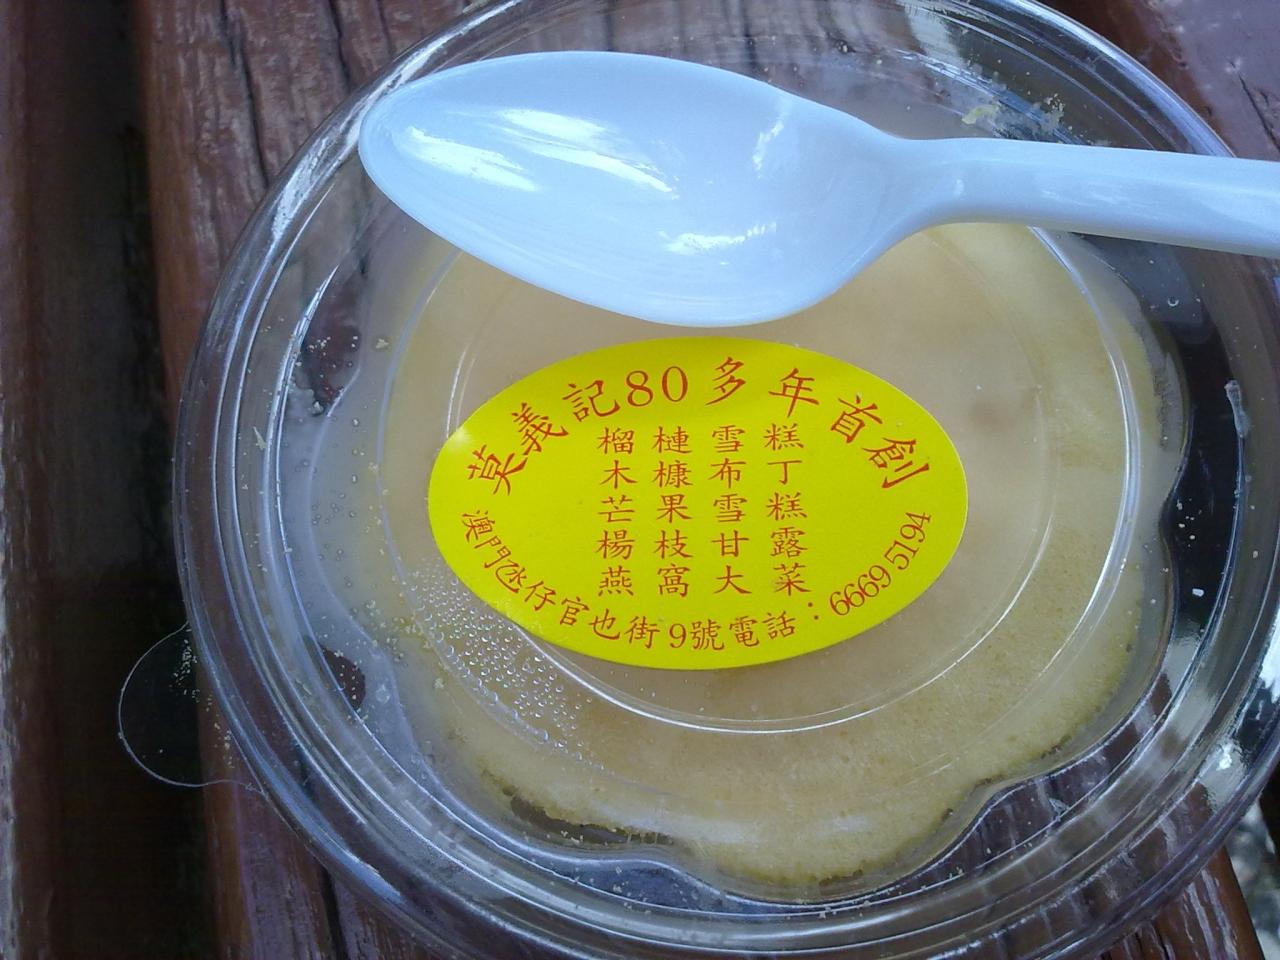 莫義記80多年首創
榴槤雪糕
木槺布丁
芒果雪糕
楊枝甘露
燕窩大菜
澳門氹仔官也街9號電話：6669 5194